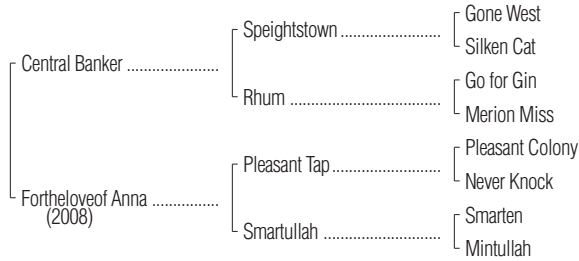 Gone West
Speightstown
Silken Cat
Central Banker
Go for Gin
Rhum
Merion Miss
Pleasant Colony
Pleasant Tap
Never Knock
Fortheloveof Anna
(2008)
Smarten
Smartullah
Mintullah